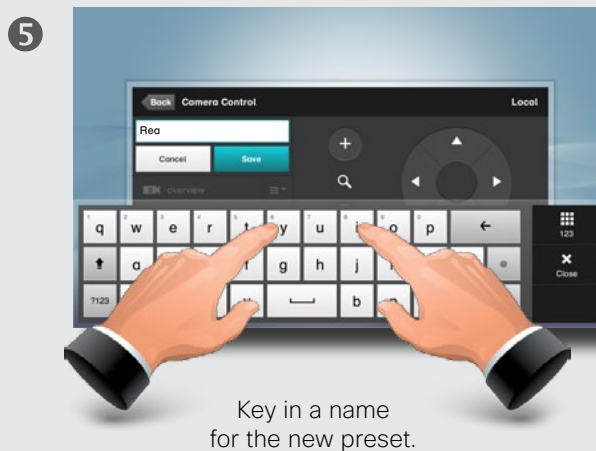 5
Back Camera Control Local
Rea
Cancel Save
overview
q w e r t y u i o p
123
a g h j
Close
?123 b
Key in a name
for the new preset.